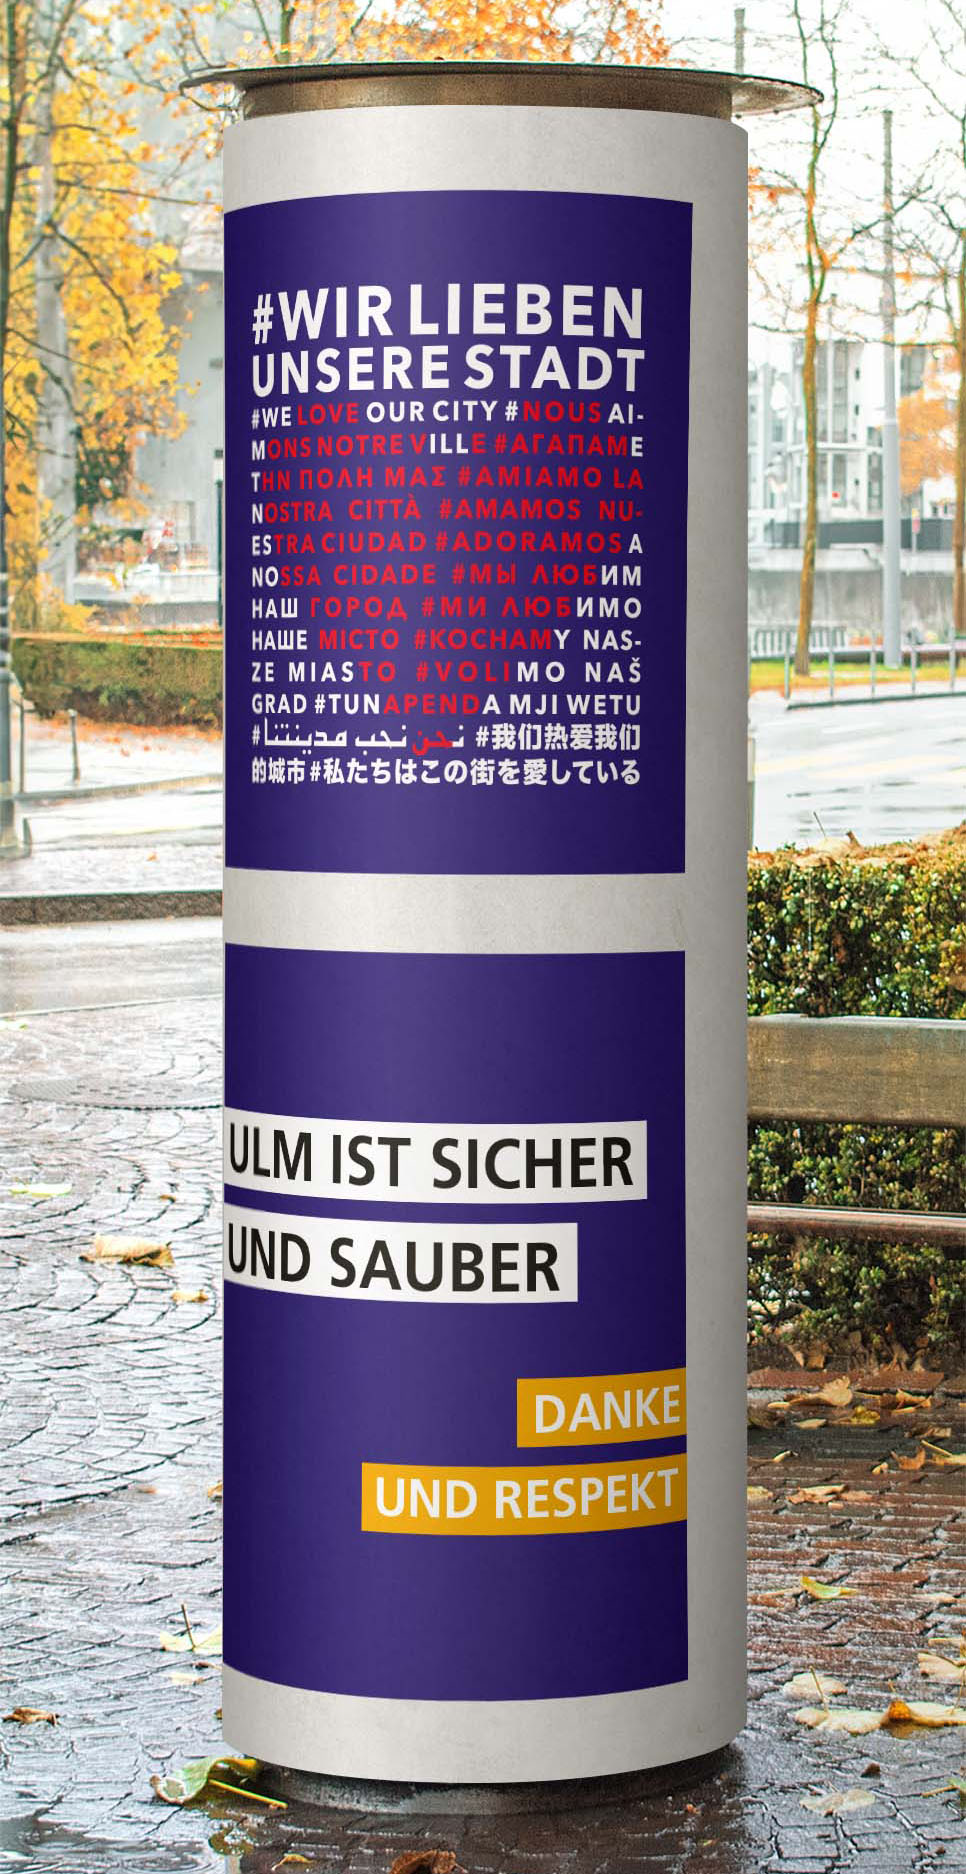 #WIR LIEBEN
UNSERE STADT
#WE LOVE OUR CITY #NOUS AI-
MONS NOTRE VILLE #ΑΓΑΠΑΜΕ
ΤΗΝ ΠΟΛΗ ΜΑΣ #AMIAMO LA
NOSTRA CITTÀ #AMAMOS NU-
ESTRA CIUDAD #ADORAMOS A
NOSSA CIDADE #МЫ ЛЮБИМ
НАШ ГОРОД #МИ ЛЮБИМО
НАШЕ МІСТО #KOCHAMY NAS-
ZE MIASTO #VOLIMO NAŠ
GRAD #TUNAPENDA MJI WETU
#نحن نحب مدينتنا #我们热爱我们
的城市 #私たちはこの街を愛している
ULM IST SICHER
UND SAUBER
DANKE
UND RESPEKT